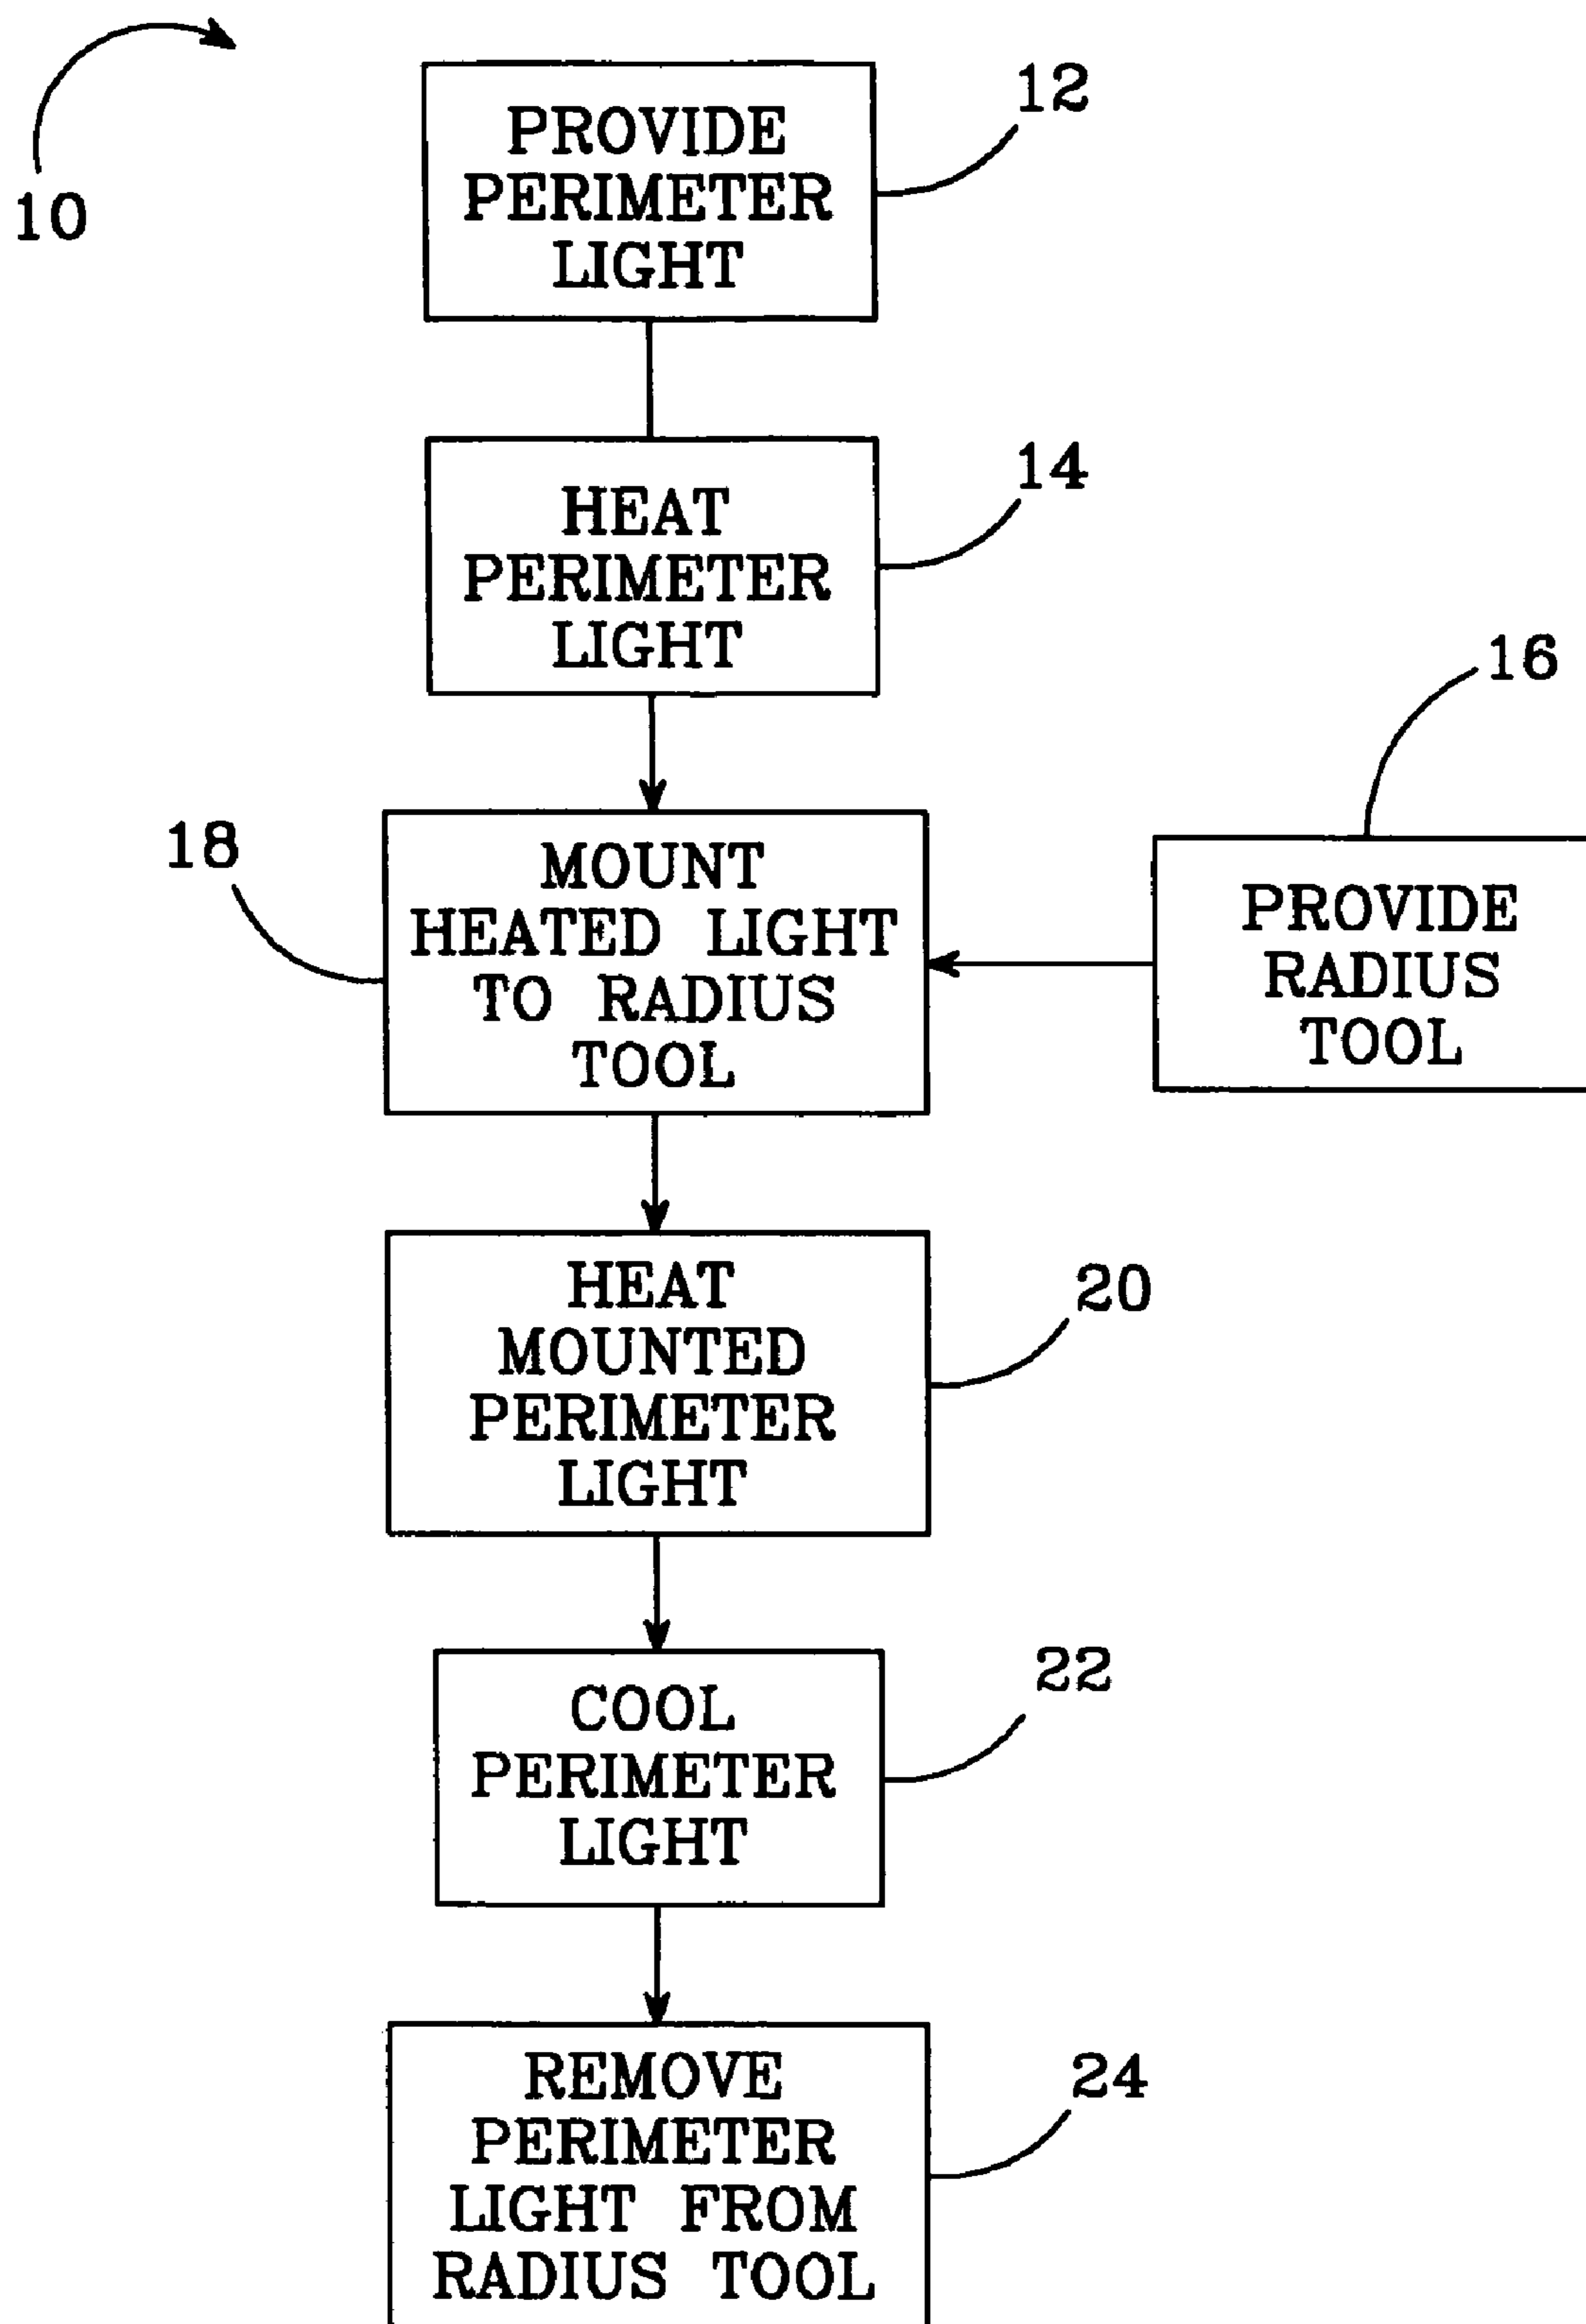 10
PROVIDE
PERIMETER
LIGHT
12
HEAT
PERIMETER
LIGHT
14
16
PROVIDE
RADIUS
TOOL
18
MOUNT
HEATED LIGHT
TO RADIUS
TOOL
HEAT
MOUNTED
PERIMETER
LIGHT
20
COOL
PERIMETER
LIGHT
22
REMOVE
PERIMETER
LIGHT FROM
RADIUS TOOL
24